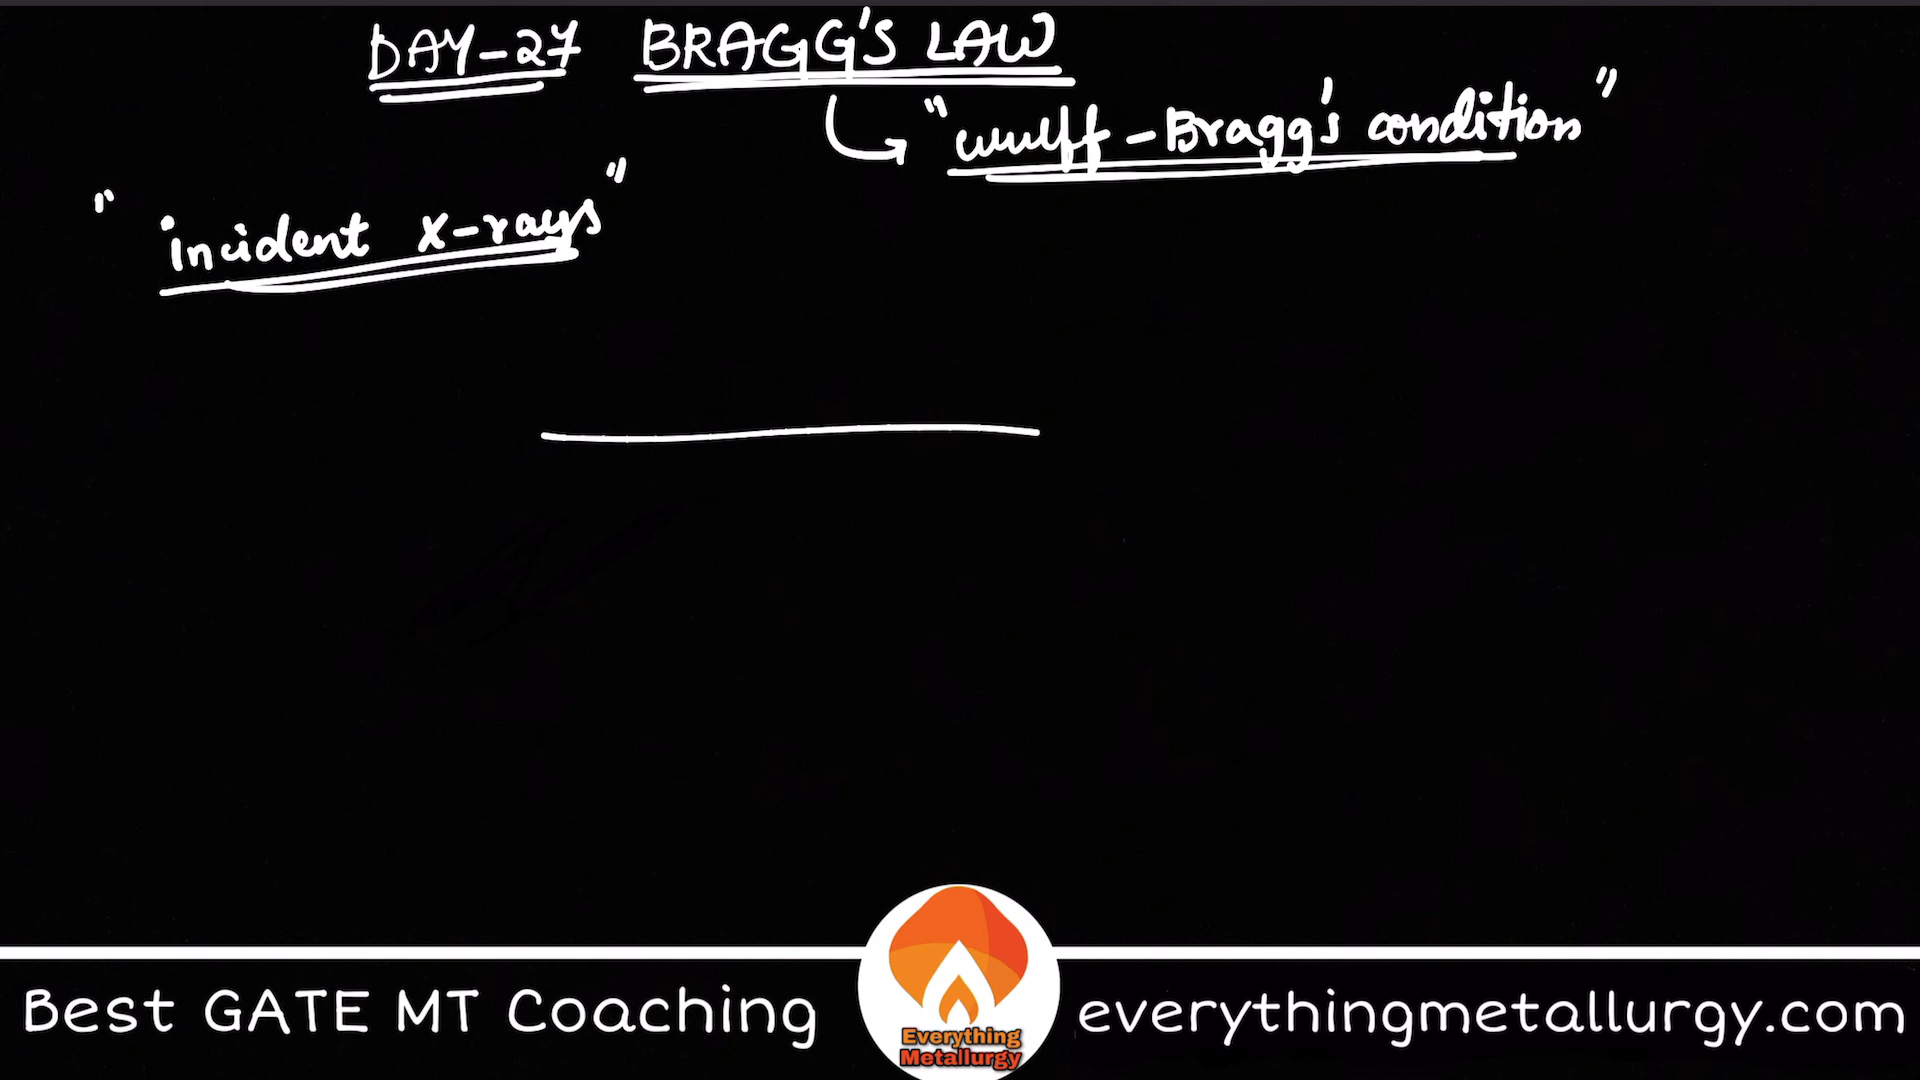 DAY-27 BRAGG'S LAW
"wulff-Bragg's condition"
"incident x-rays"
Best GATE MT Coaching
Everything
Metallurgy
everythingmetallurgy.com